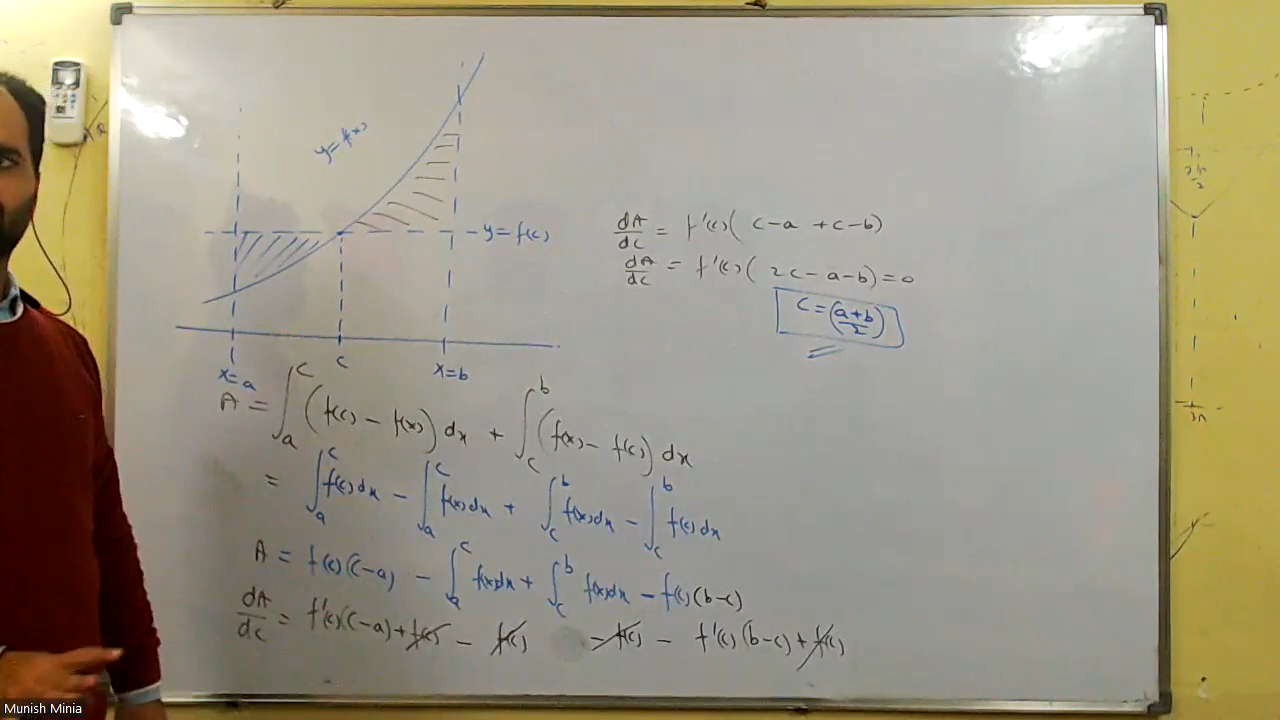 y=f(x)
y=f(c)
x=a
c
x=b
A = ∫_a^c (f(c) − f(x)) dx + ∫_c^b (f(x) − f(c)) dx
= ∫_a^c f(c)dx − ∫_a^c f(x)dx + ∫_c^b f(x)dx − ∫_c^b f(c)dx
A = f(c)(c−a) − ∫_a^c f(x)dx + ∫_c^b f(x)dx − f(c)(b−c)
dA/dc = f'(c)(c−a) + f(c) − f(c) − f(c) − f'(c)(b−c) + f(c)
dA/dc = f'(c)( c−a +c−b)
dA/dc = f'(c)( 2c−a−b)=0
c = (a+b/2)
Munish Minia